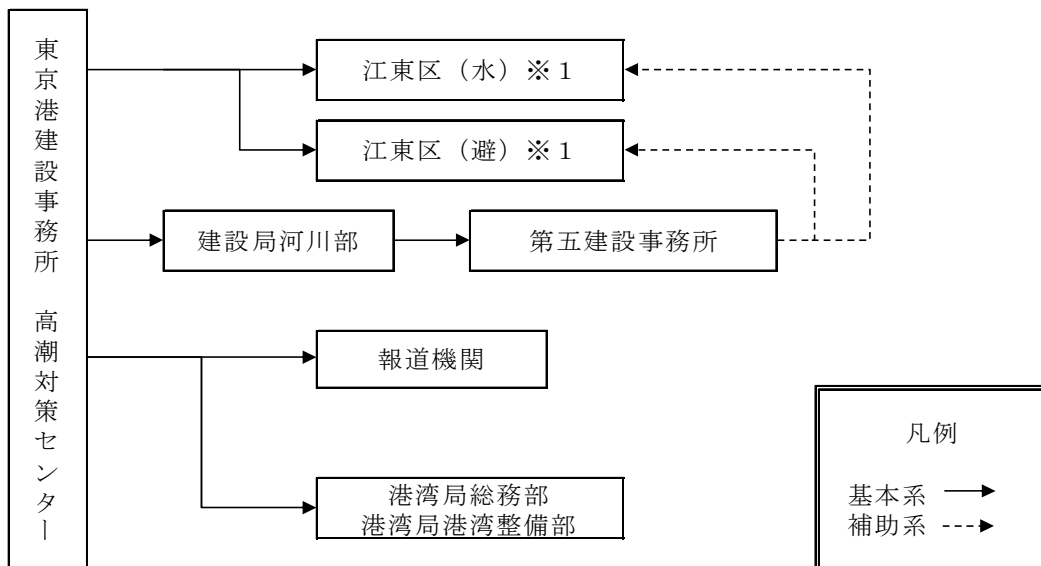 東京港建設事務所　高潮対策センター
江東区（水）※１
江東区（避）※１
建設局河川部
第五建設事務所
報道機関
港湾局総務部
港湾局港湾整備部
凡例
基本系
補助系